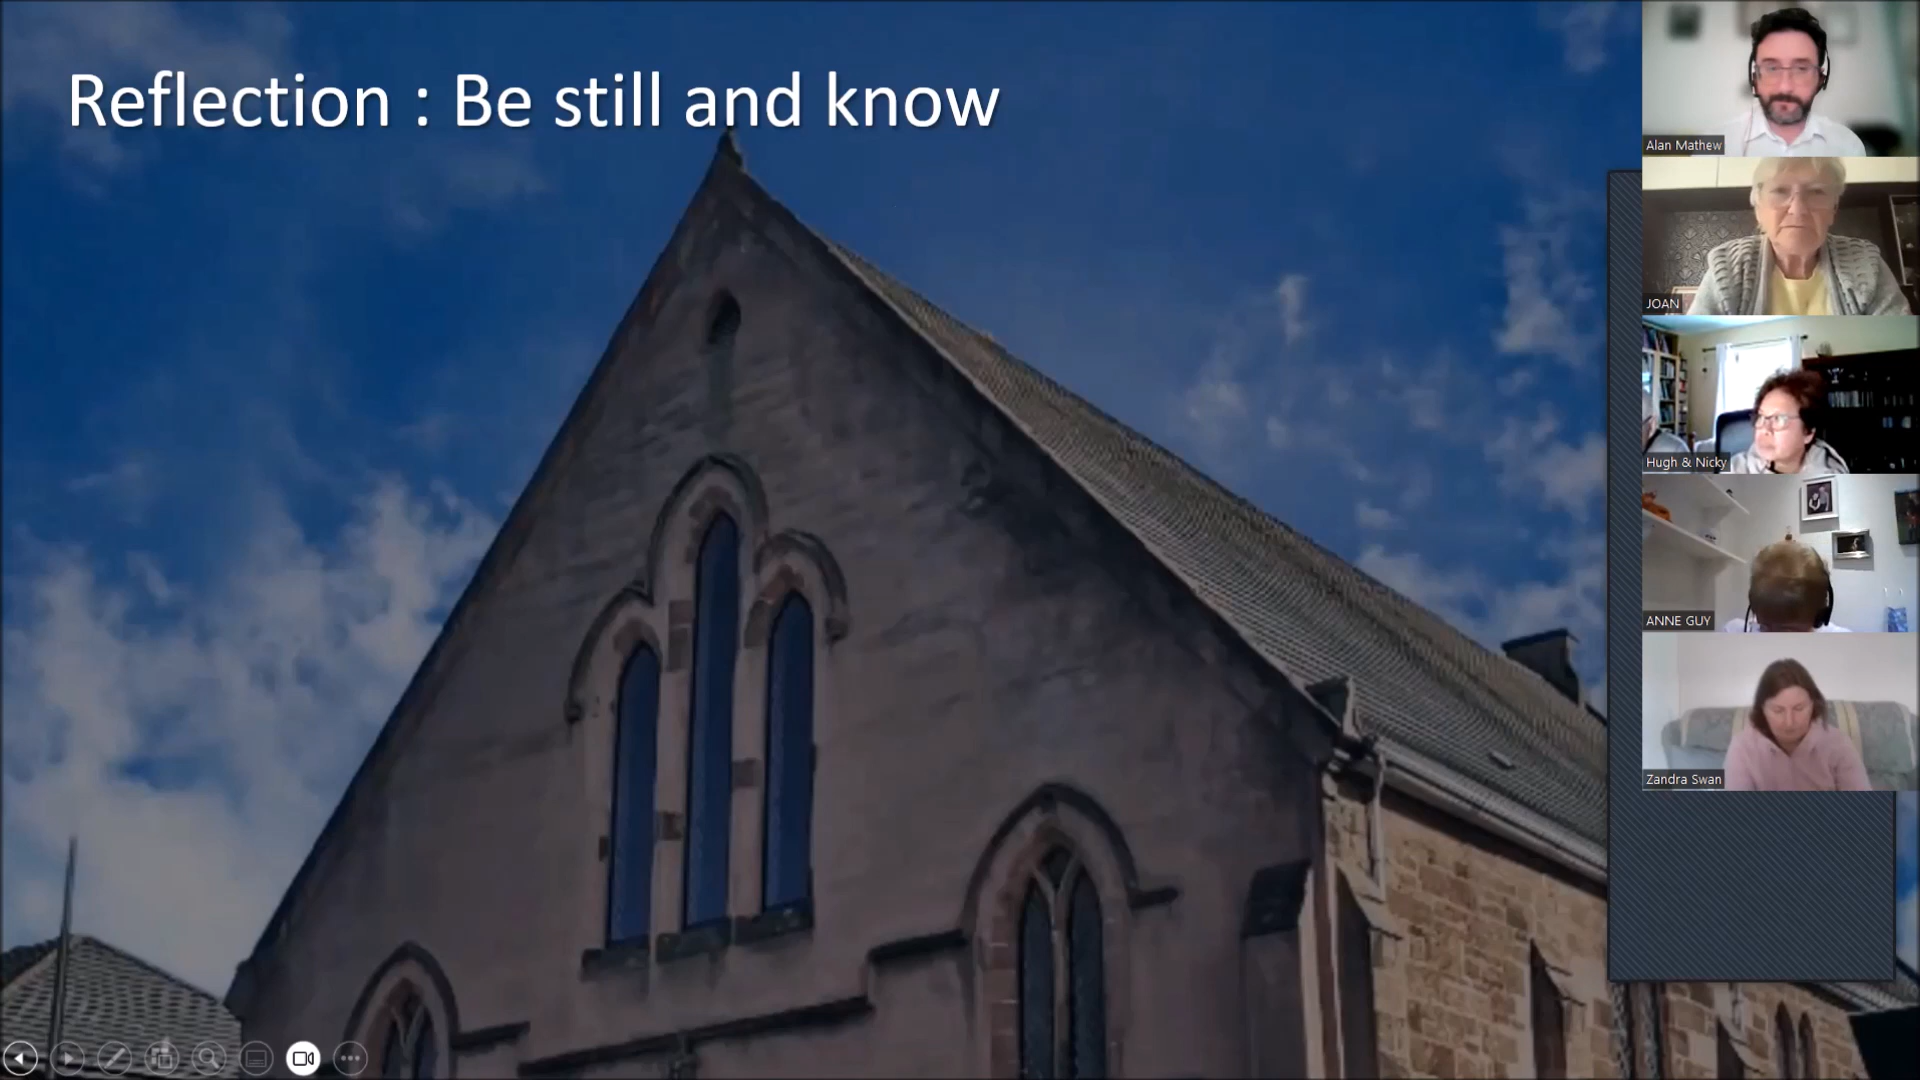 Reflection : Be still and know
Alan Mathew
JOAN
Hugh & Nicky
ANNE GUY
Zandra Swan